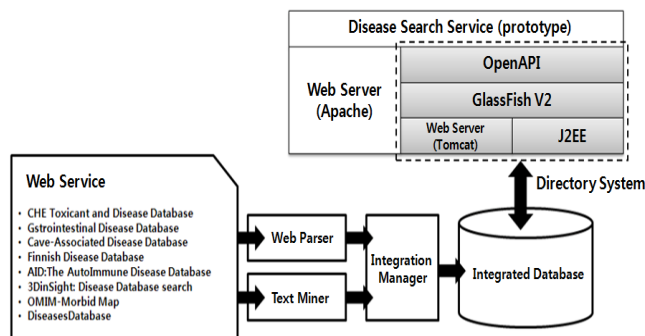 Disease Search Service (prototype)
OpenAPI
Web Server
(Apache)
GlassFish V2
Web Server
(Tomcat)
J2EE
Directory System
Web Service
• CHE Toxicant and Disease Database
• Gstrointestinal Disease Database
• Cave-Associated Disease Database
• Finnish Disease Database
• AID:The AutoImmune Disease Database
• 3DinSight: Disease Database search
• OMIM-Morbid Map
• DiseasesDatabase
Web Parser
Text Miner
Integration
Manager
Integrated Database